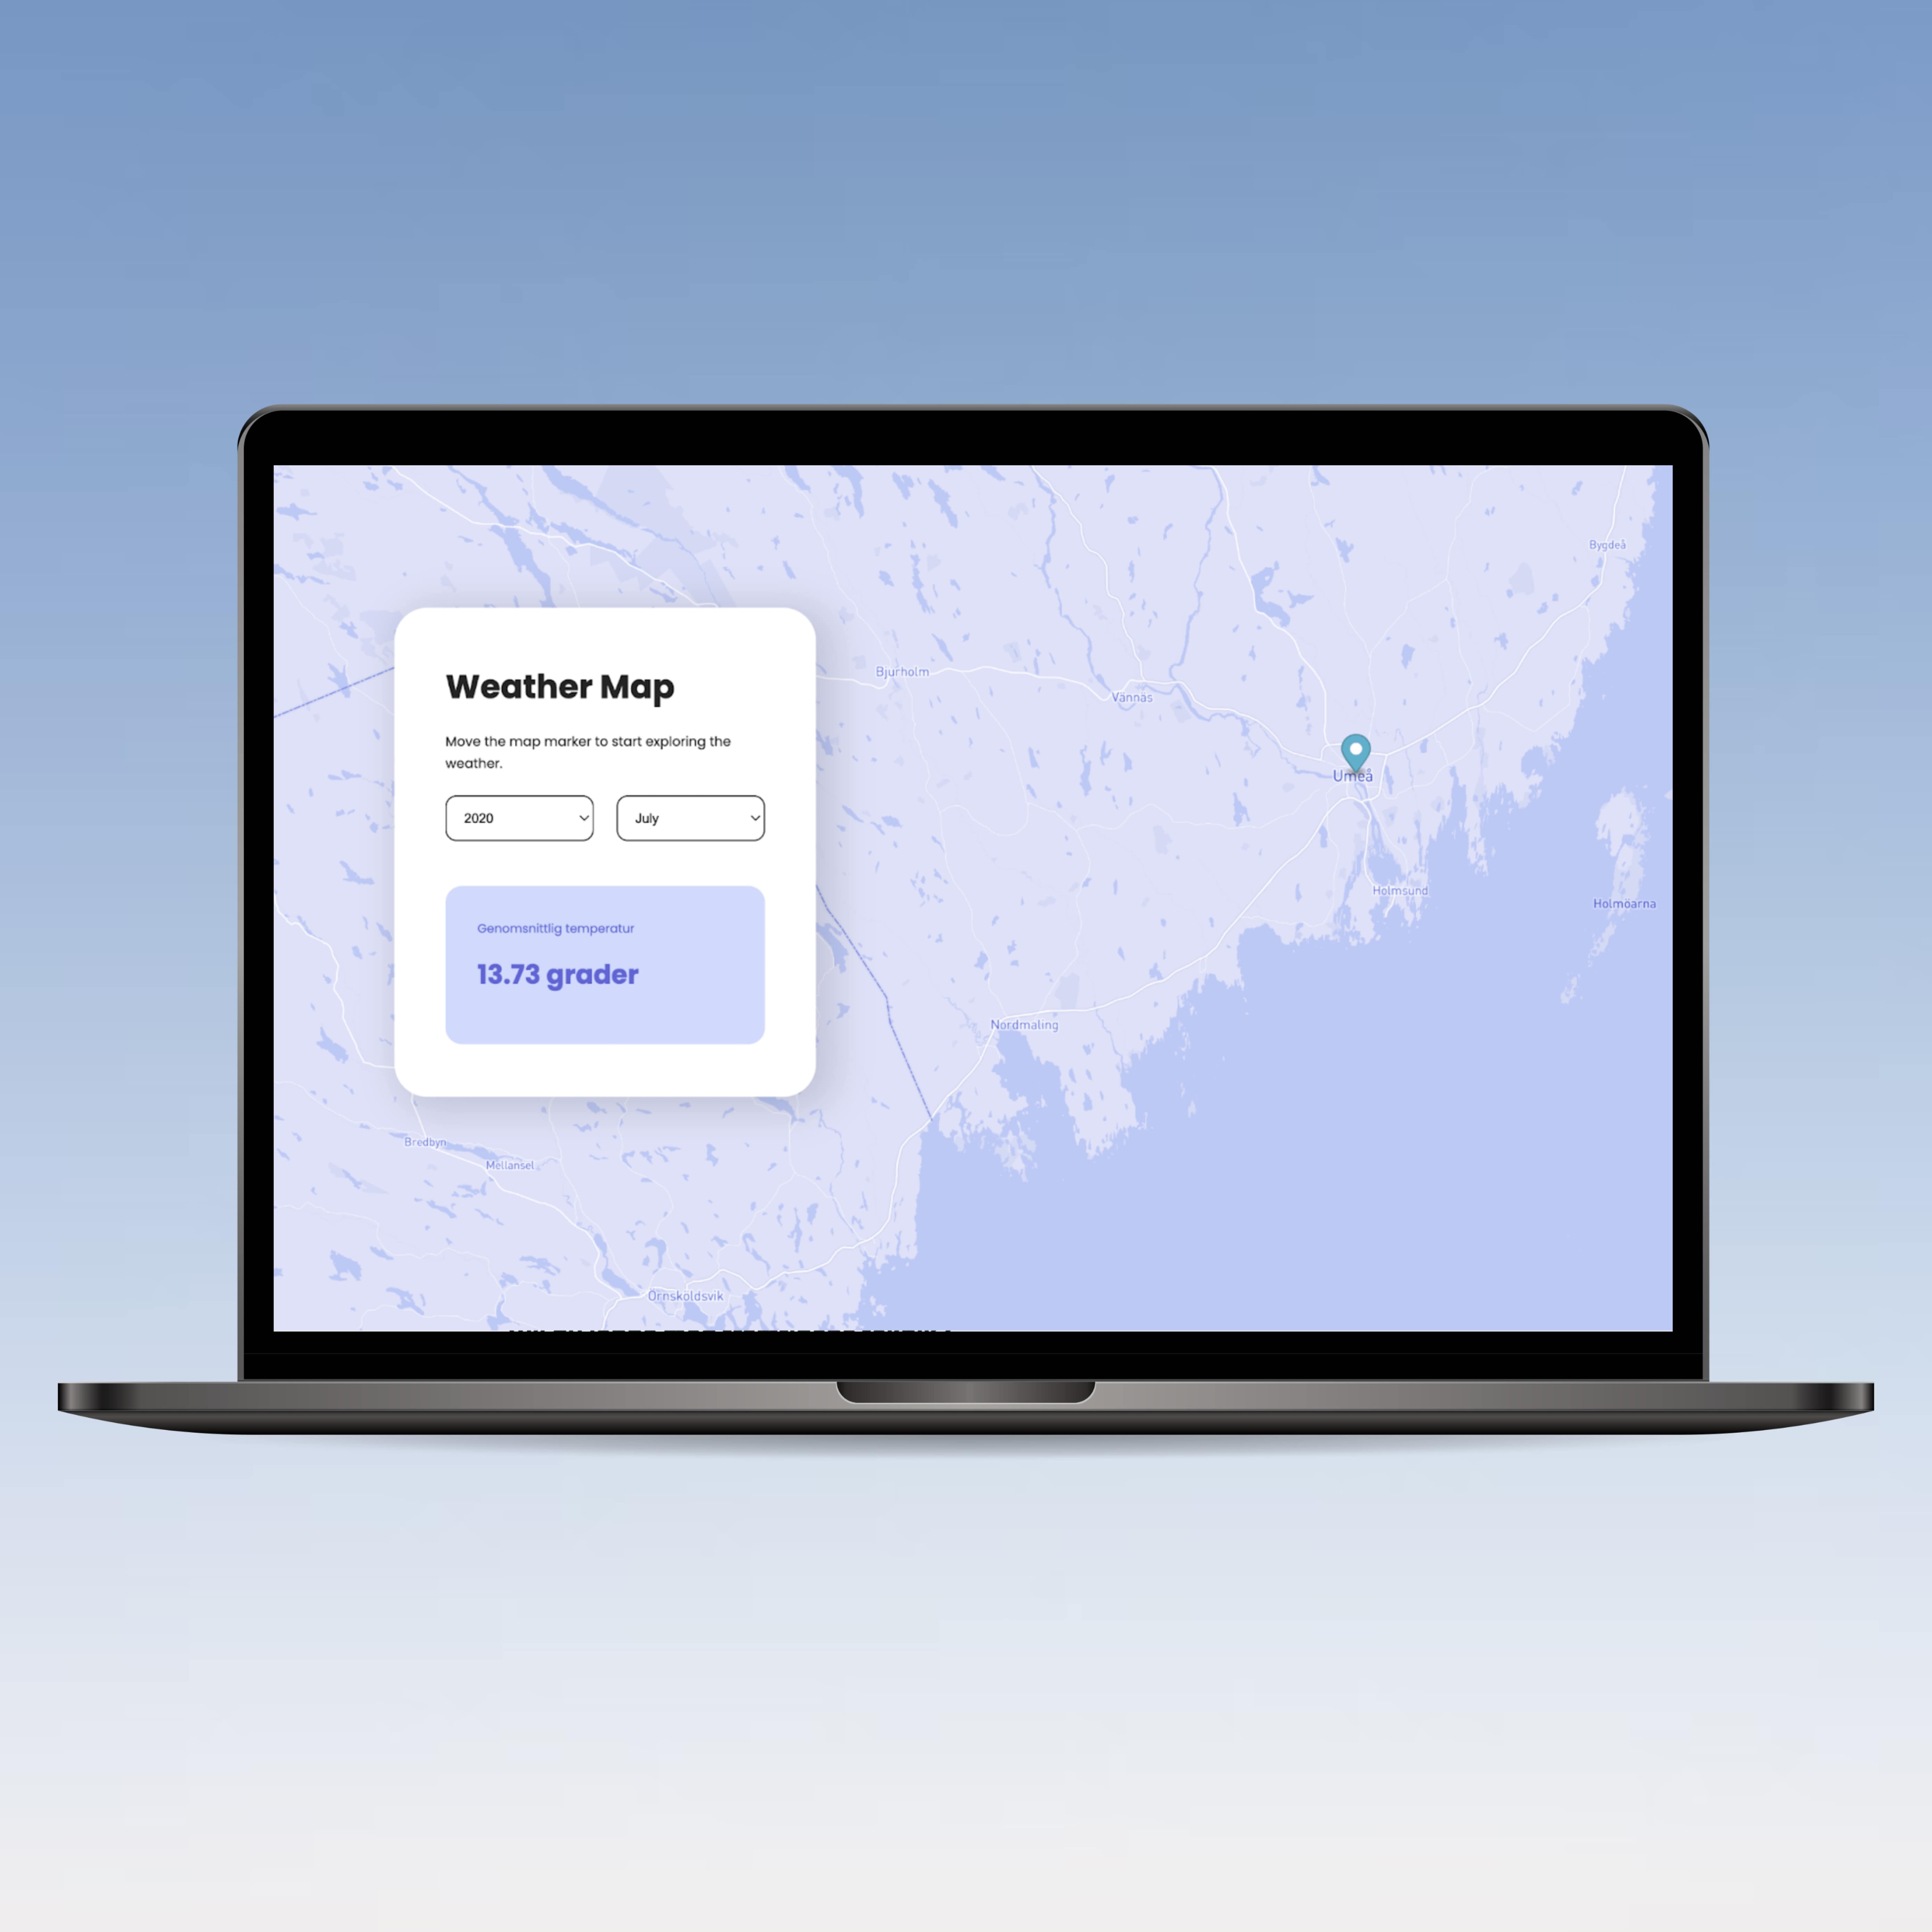 Bygdeå
Weather Map
Move the map marker to start exploring the
weather.
2020
July
Genomsnittlig temperatur
13.73 grader
Bjurholm
Vännäs
Umeå
Holmsund
Holmöarna
Nordmaling
Bredbyn
Mellansel
Örnsköldsvik